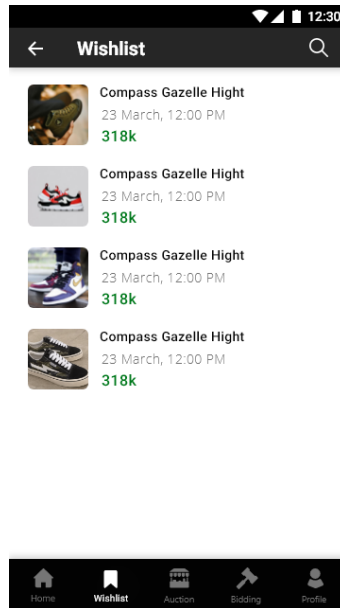 12:30
Wishlist
Compass Gazelle Hight
23 March, 12:00 PM
318k
Compass Gazelle Hight
23 March, 12:00 PM
318k
Compass Gazelle Hight
23 March, 12:00 PM
318k
Compass Gazelle Hight
23 March, 12:00 PM
318k
Home Wishlist Auction Bidding Profile